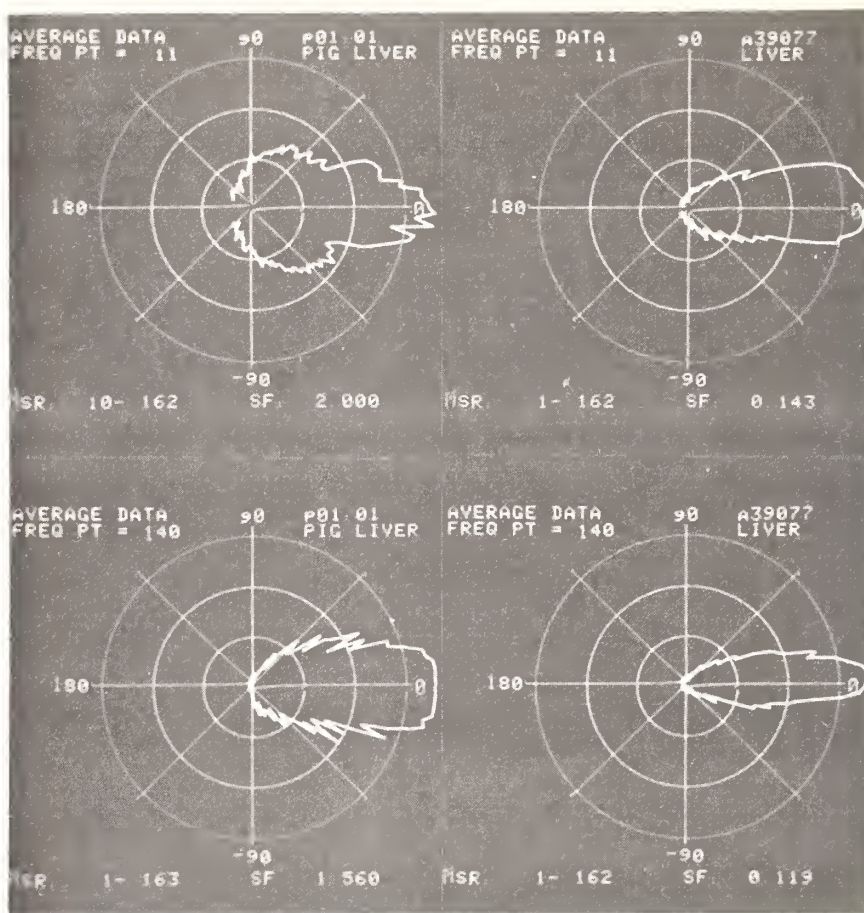 AVERAGE DATA 90 p01:01
FREQ PT = 11 PIG LIVER
180 0
-90
MSR 10- 162 SF 2.000
AVERAGE DATA 90 a39077
FREQ PT = 11 LIVER
180 0
-90
MSR 1- 162 SF 0.143
AVERAGE DATA 90 p01:01
FREQ PT = 140 PIG LIVER
180 0
-90
MSR 1- 163 SF 1.560
AVERAGE DATA 90 a39077
FREQ PT = 140 LIVER
180 0
-90
MSR 1- 162 SF 0.119